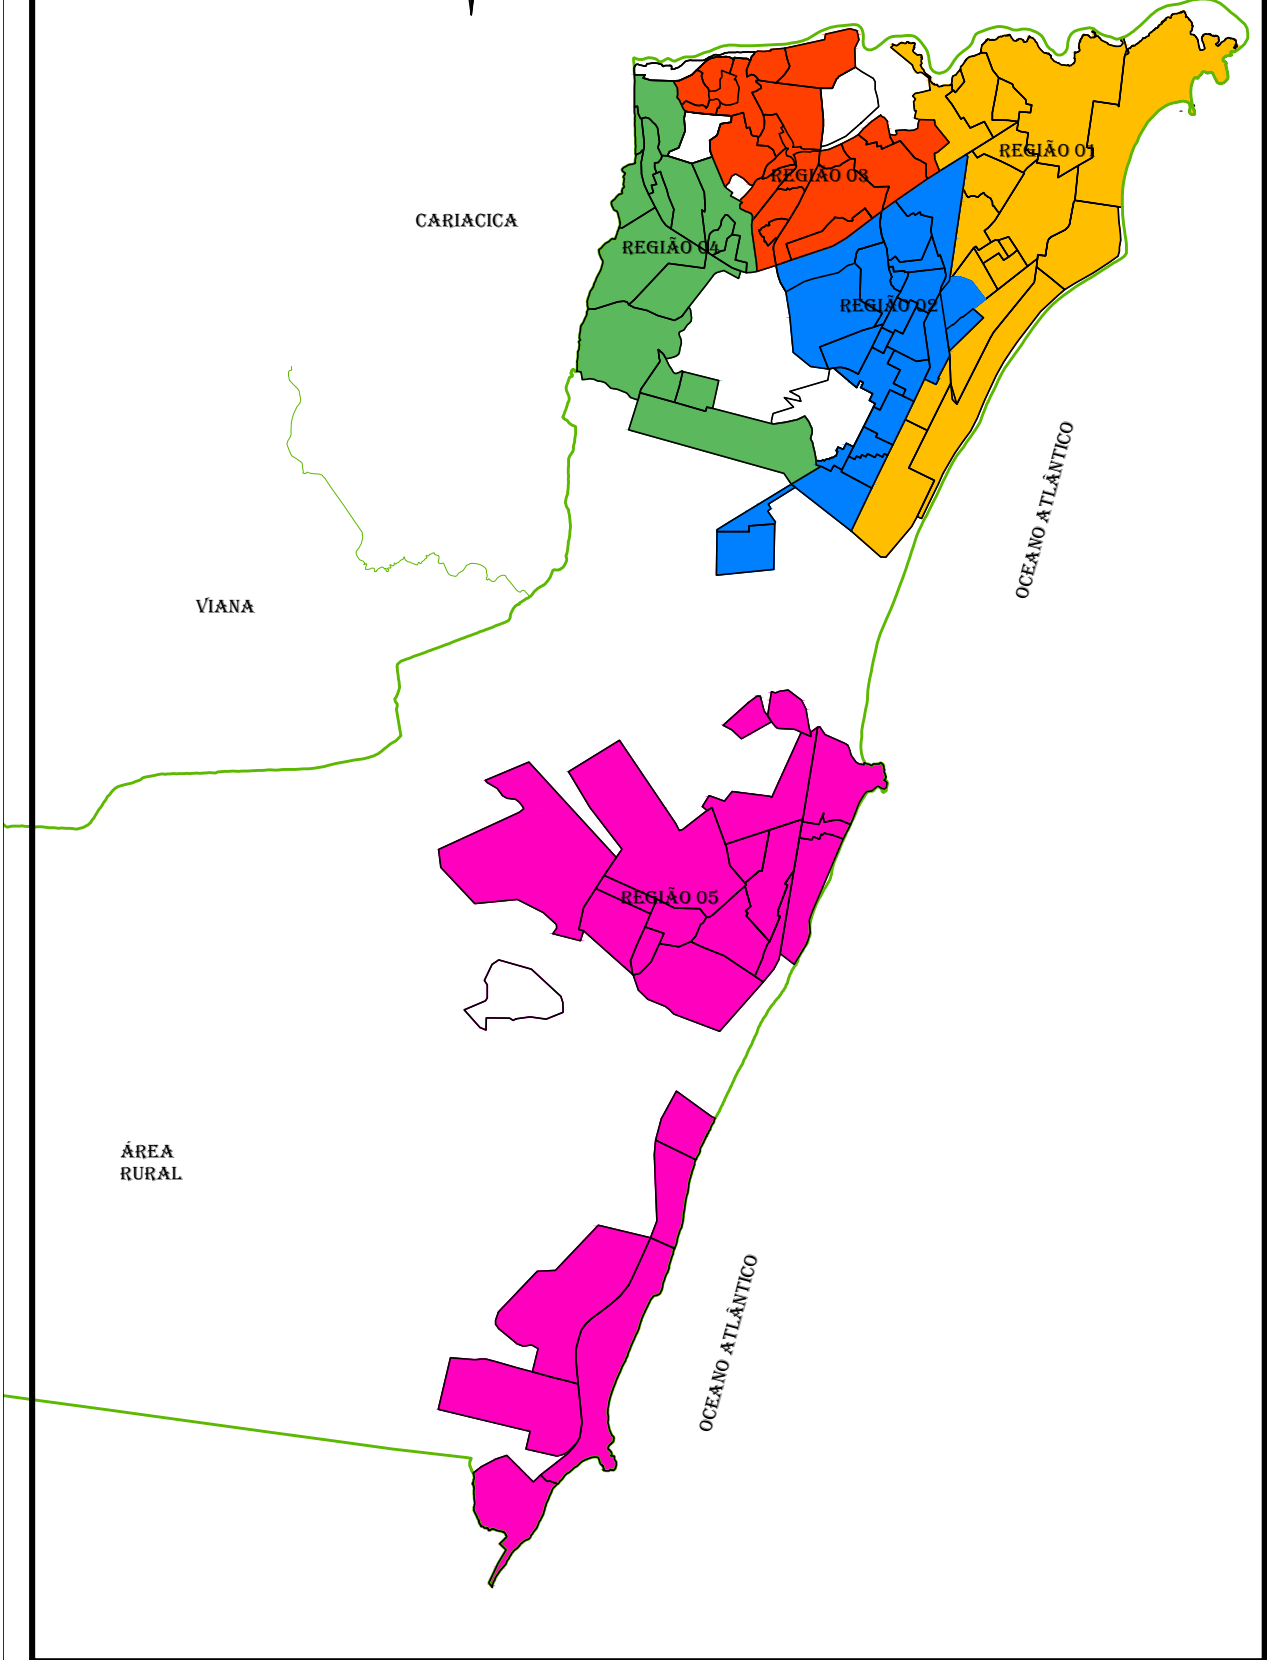 REGIÃO 01
REGIÃO 03
CARIACICA
REGIÃO 04
REGIÃO 02
OCEANO ATLÂNTICO
VIANA
REGIÃO 05
ÁREA
RURAL
OCEANO ATLÂNTICO